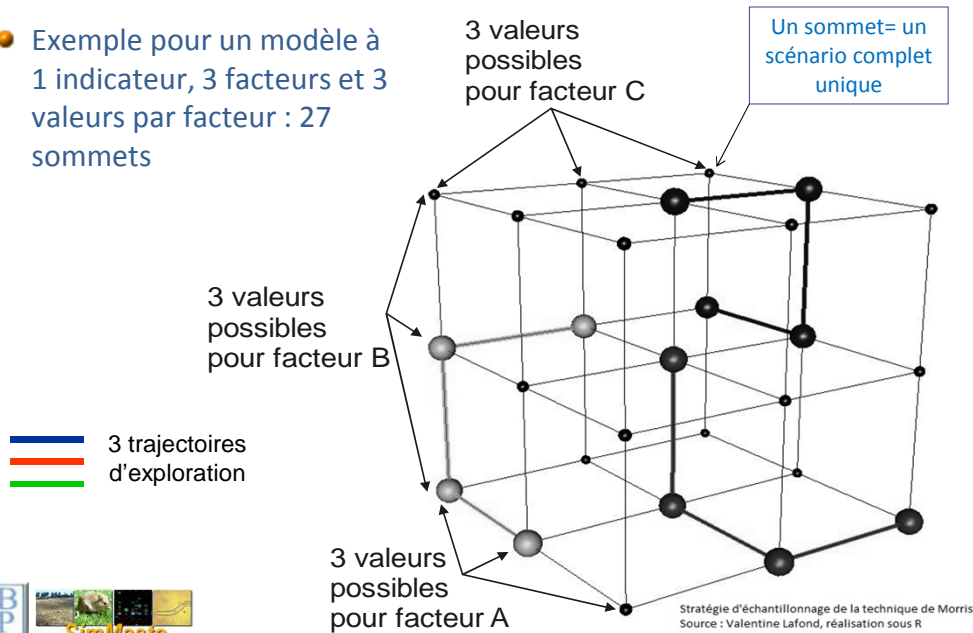 Exemple pour un modèle à
1 indicateur, 3 facteurs et 3
valeurs par facteur : 27
sommets
3 valeurs
possibles
pour facteur C
Un sommet= un
scénario complet
unique
3 valeurs
possibles
pour facteur B
3 trajectoires
d'exploration
3 valeurs
possibles
pour facteur A
B
P
Stratégie d'échantillonnage de la technique de Morris
Source : Valentine Lafond, réalisation sous R